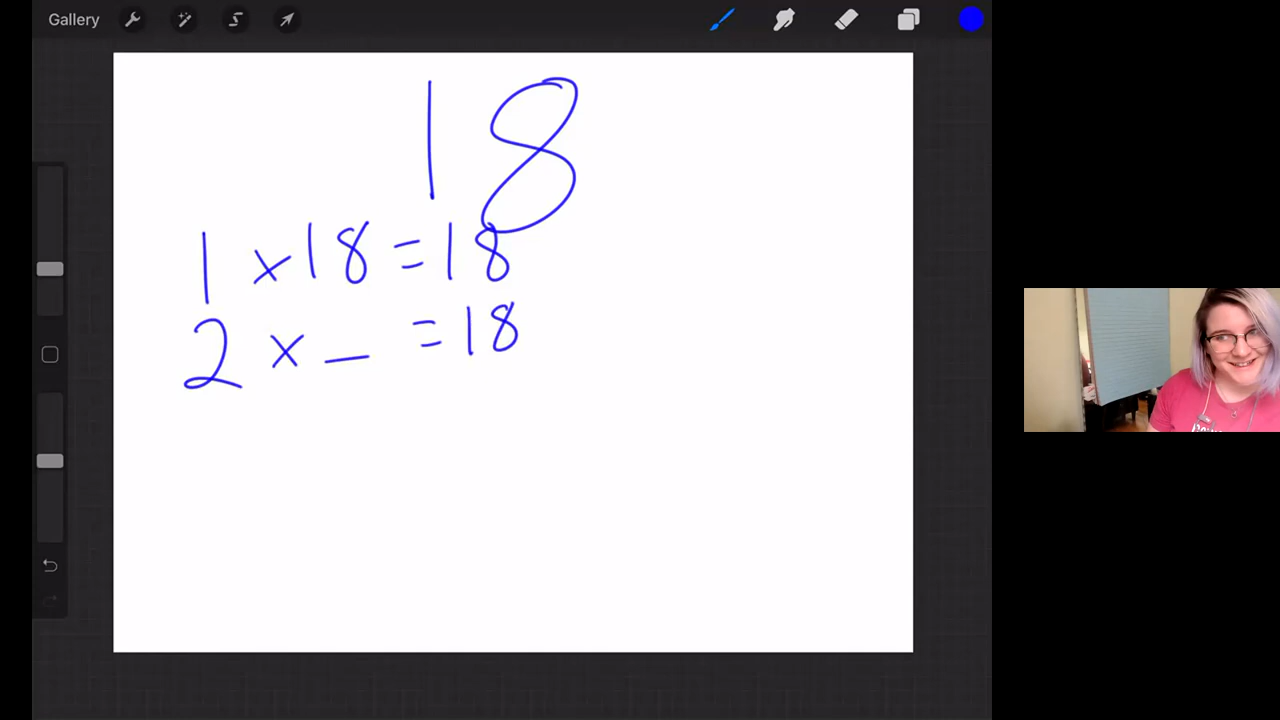 Gallery
18
1 × 18 = 18
2 × _ = 18